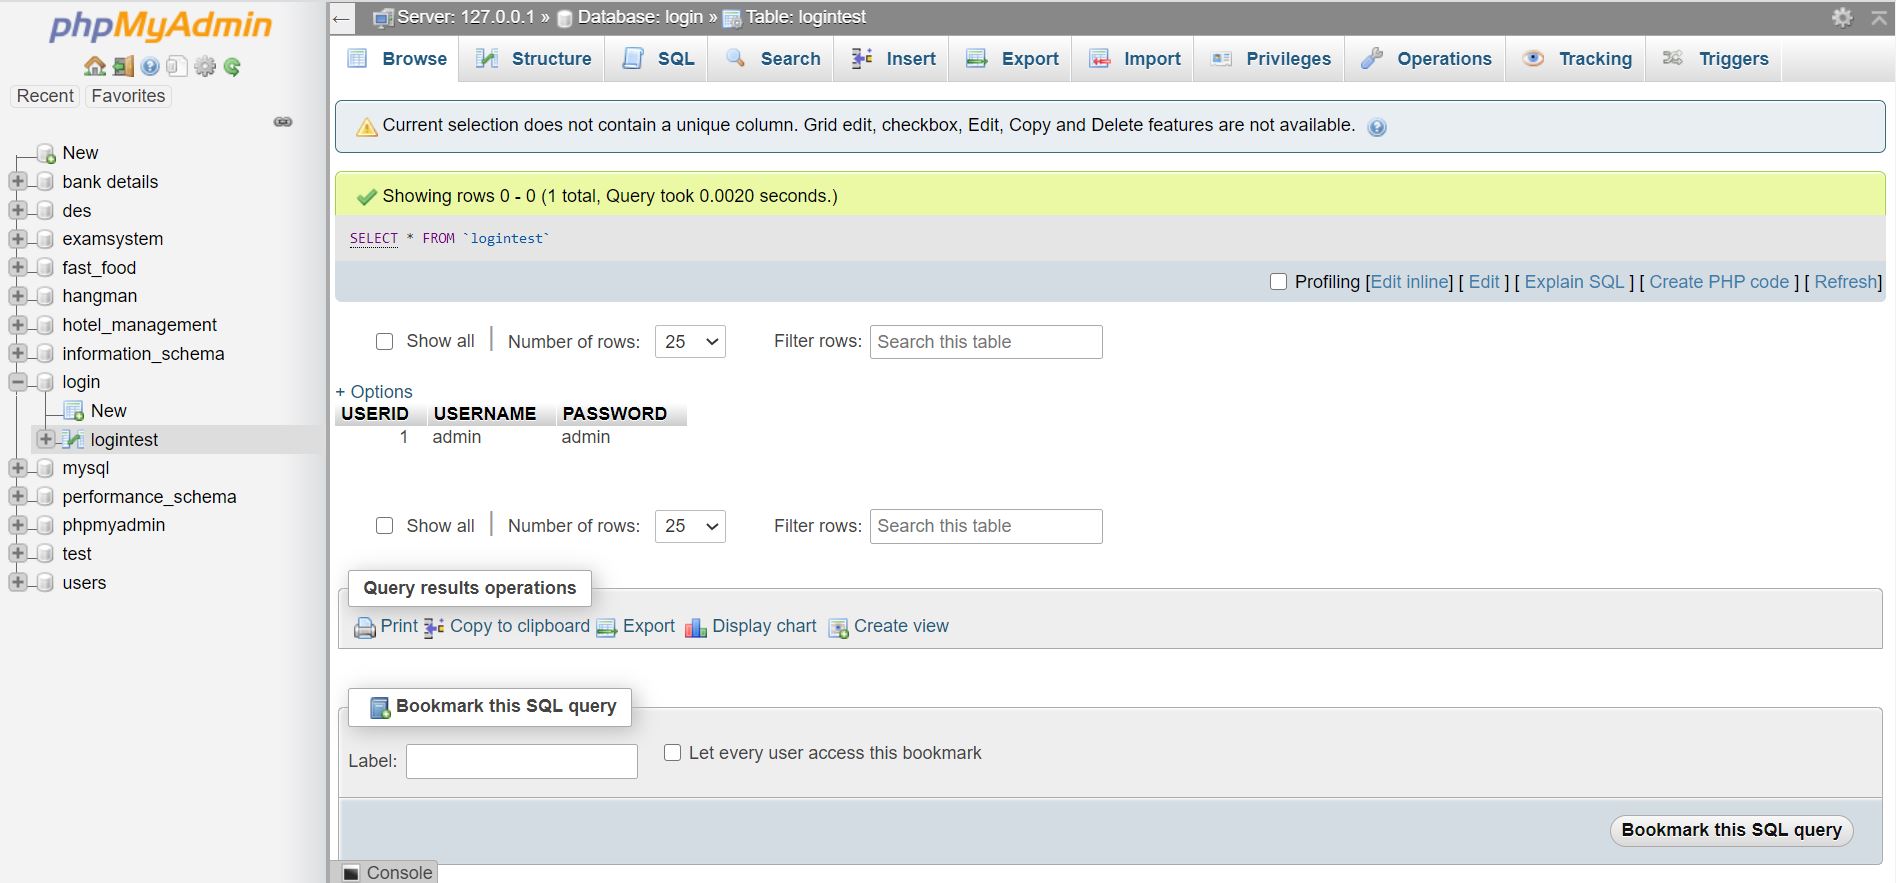 phpMyAdmin
Recent Favorites
New
bank details
des
examsystem
fast_food
hangman
hotel_management
information_schema
login
New
logintest
mysql
performance_schema
phpmyadmin
test
users
Server: 127.0.0.1 » Database: login » Table: logintest
Browse Structure SQL Search Insert Export Import Privileges Operations Tracking Triggers
Current selection does not contain a unique column. Grid edit, checkbox, Edit, Copy and Delete features are not available.
Showing rows 0 - 0 (1 total, Query took 0.0020 seconds.)
SELECT * FROM `logintest`
Profiling [Edit inline] [ Edit ] [ Explain SQL ] [ Create PHP code ] [ Refresh]
Show all | Number of rows: 25 Filter rows: Search this table
+ Options
USERID USERNAME PASSWORD
1 admin admin
Show all | Number of rows: 25 Filter rows: Search this table
Query results operations
Print Copy to clipboard Export Display chart Create view
Bookmark this SQL query
Label: Let every user access this bookmark
Bookmark this SQL query
Console